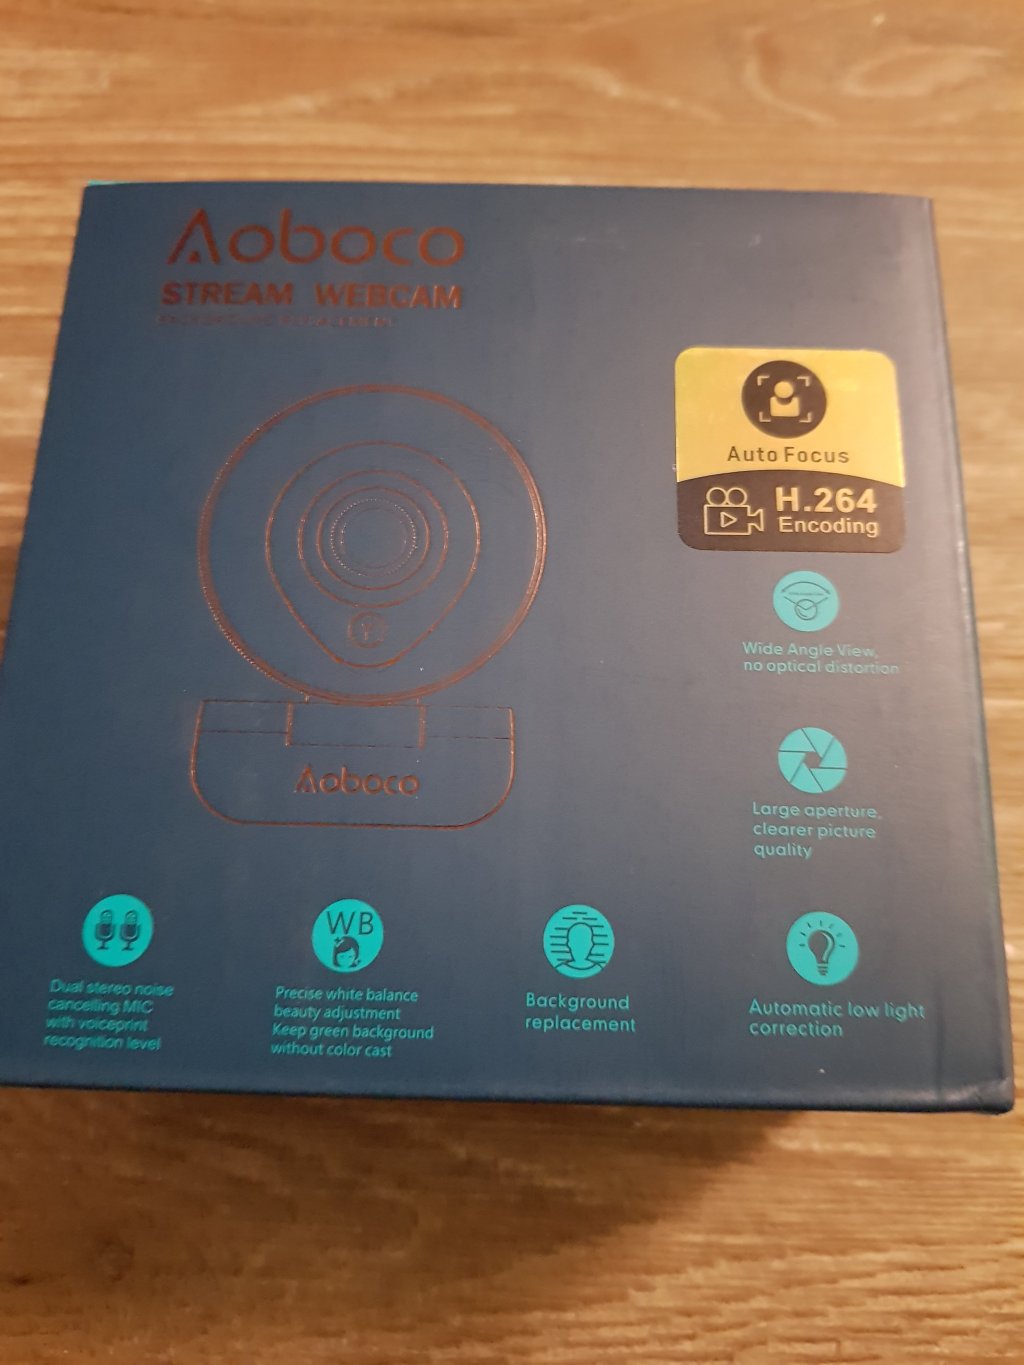 Aoboco
STREAM WEBCAM
BACKGROUND REPLACEMENT
Auto Focus
H.264
Encoding
Wide Angle View,
no optical distortion
Aoboco
Large aperture,
clearer picture
quality
WB
Dual stereo noise
cancelling MIC
with voiceprint
recognition level
Precise white balance
beauty adjustment
Keep green background
without color cast
Background
replacement
Automatic low light
correction